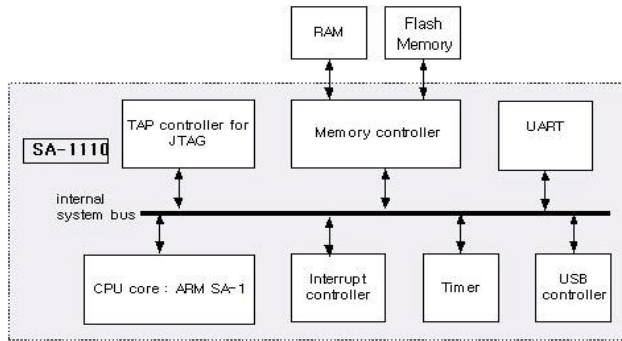 RAM
Flash
Memory
SA-1110
TAP controller for
JTAG
Memory controller
UART
internal
system bus
CPU core : ARM SA-1
Interrupt
controller
Timer
USB
controller